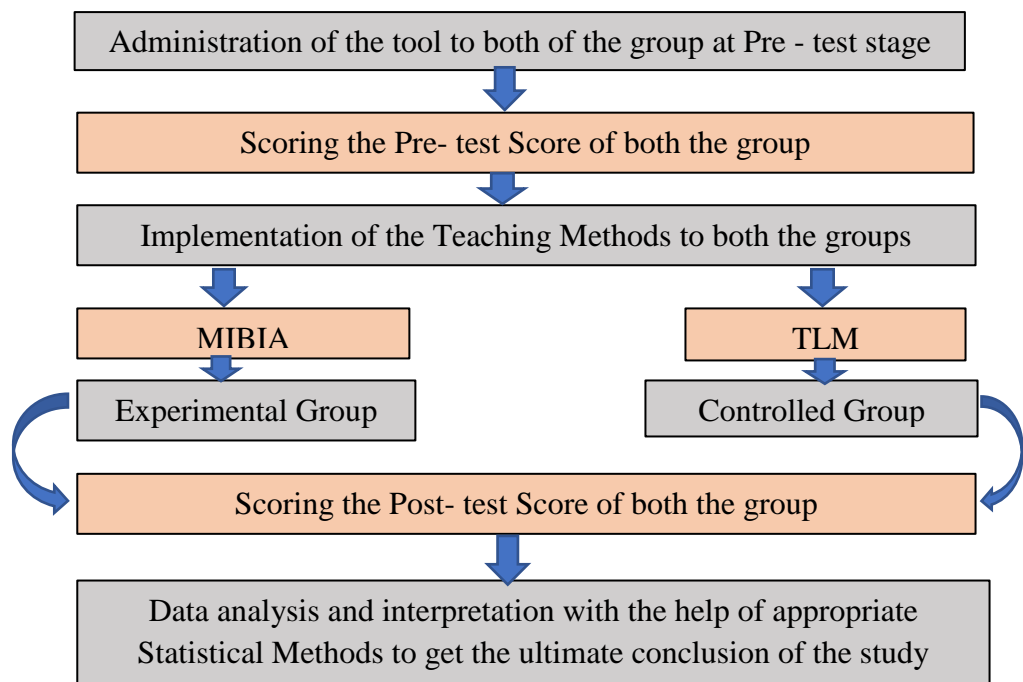 Administration of the tool to both of the group at Pre - test stage
Scoring the Pre- test Score of both the group
Implementation of the Teaching Methods to both the groups
MIBIA
TLM
Experimental Group
Controlled Group
Scoring the Post- test Score of both the group
Data analysis and interpretation with the help of appropriate
Statistical Methods to get the ultimate conclusion of the study